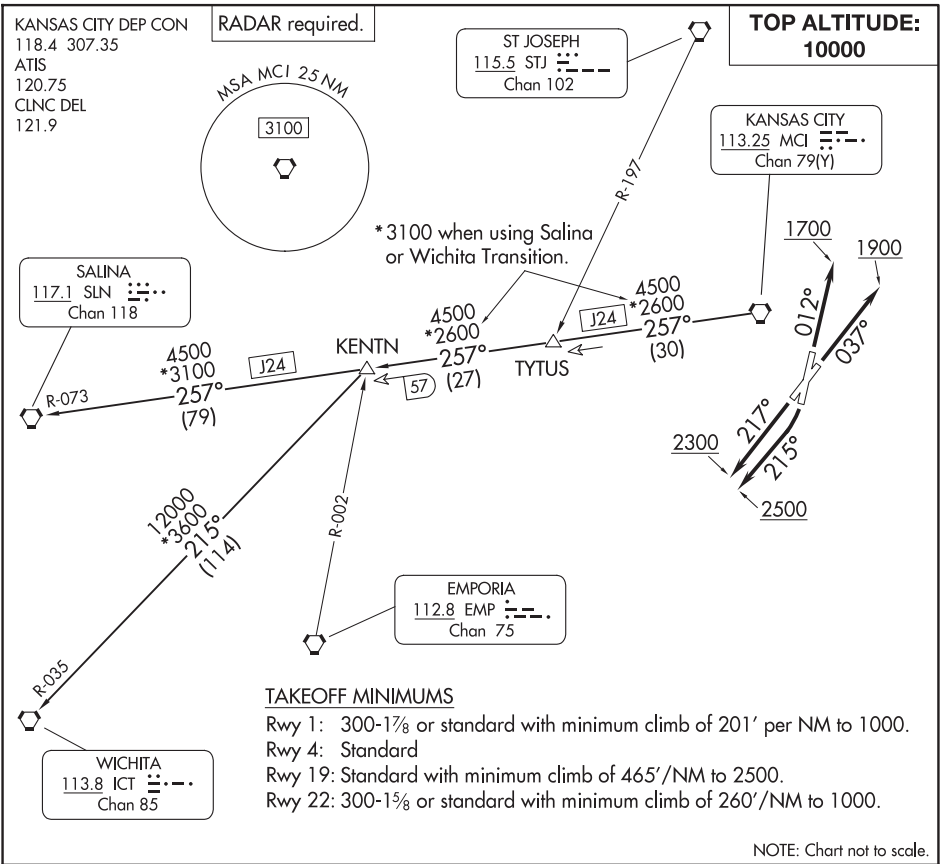 KANSAS CITY DEP CON
118.4 307.35
ATIS
120.75
CLNC DEL
121.9
RADAR required.
TOP ALTITUDE:
10000
MSA MCI 25 NM
3100
ST JOSEPH
115.5 STJ
Chan 102
KANSAS CITY
113.25 MCI
Chan 79(Y)
R-197
*3100 when using Salina
or Wichita Transition.
1700
1900
012°
037°
217°
215°
2300
2500
SALINA
117.1 SLN
Chan 118
4500
*2600
J24
257°
(30)
TYTUS
4500
*2600
257°
(27)
KENTN
57
4500
*3100
J24
257°
(79)
R-073
12000
*3600
215°
(114)
R-002
R-035
EMPORIA
112.8 EMP
Chan 75
WICHITA
113.8 ICT
Chan 85
TAKEOFF MINIMUMS
Rwy 1: 300-1⅞ or standard with minimum climb of 201' per NM to 1000.
Rwy 4: Standard
Rwy 19: Standard with minimum climb of 465'/NM to 2500.
Rwy 22: 300-1⅝ or standard with minimum climb of 260'/NM to 1000.
NOTE: Chart not to scale.